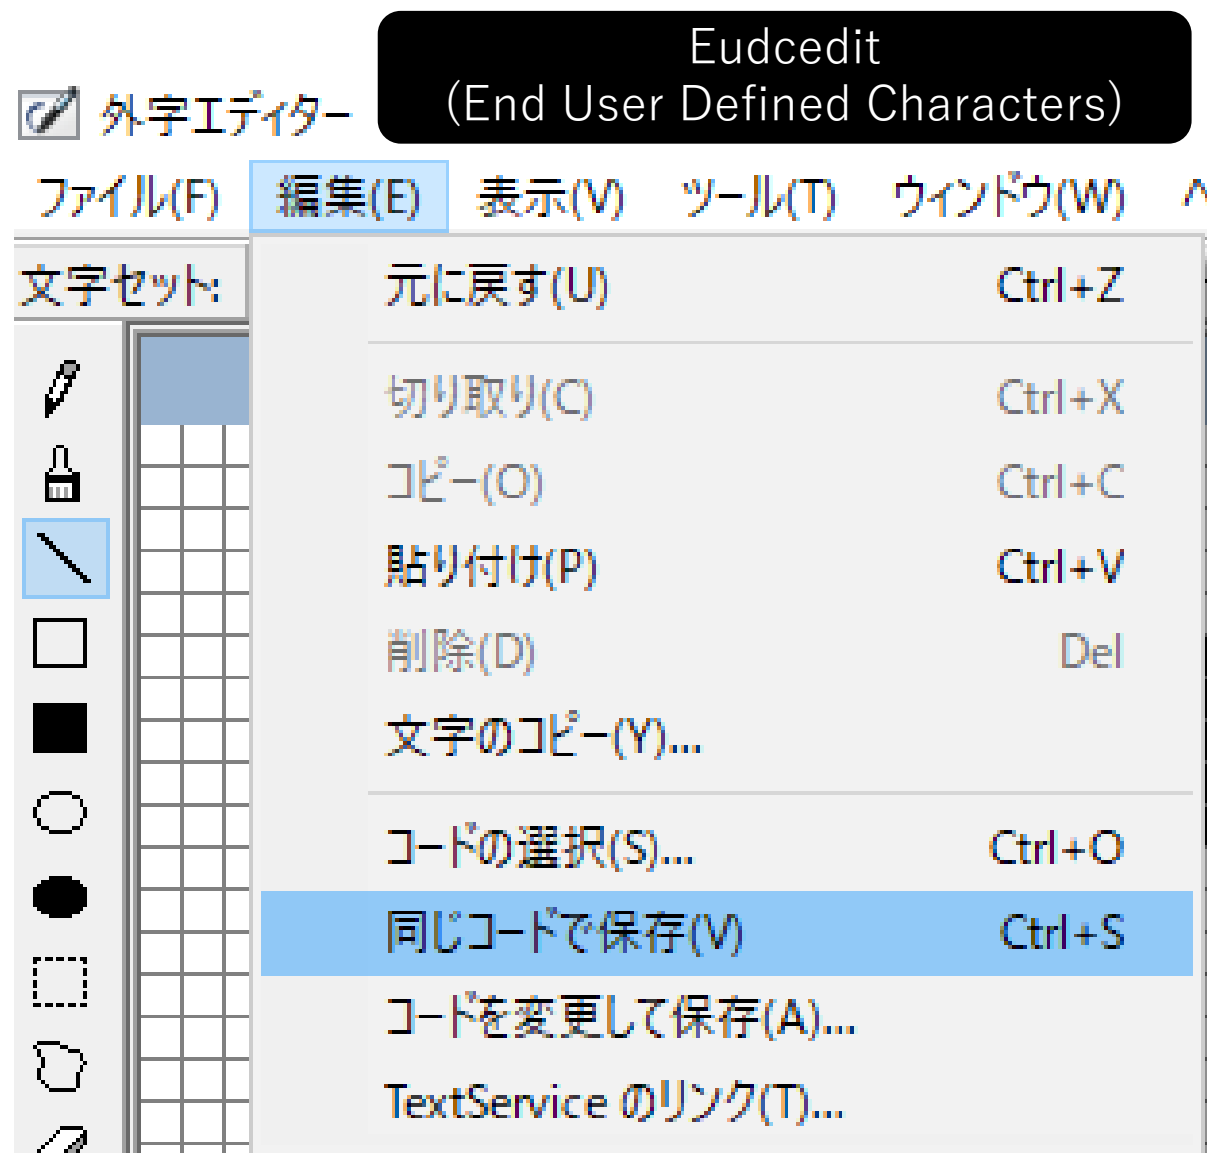 Eudcedit
(End User Defined Characters)
外字エディター
ファイル(F) 編集(E) 表示(V) ツール(T) ウィンドウ(W) ヘ
文字セット:
元に戻す(U) Ctrl+Z
切り取り(C) Ctrl+X
コピー(O) Ctrl+C
貼り付け(P) Ctrl+V
削除(D) Del
文字のコピー(Y)...
コードの選択(S)... Ctrl+O
同じコードで保存(V) Ctrl+S
コードを変更して保存(A)...
TextService のリンク(T)...